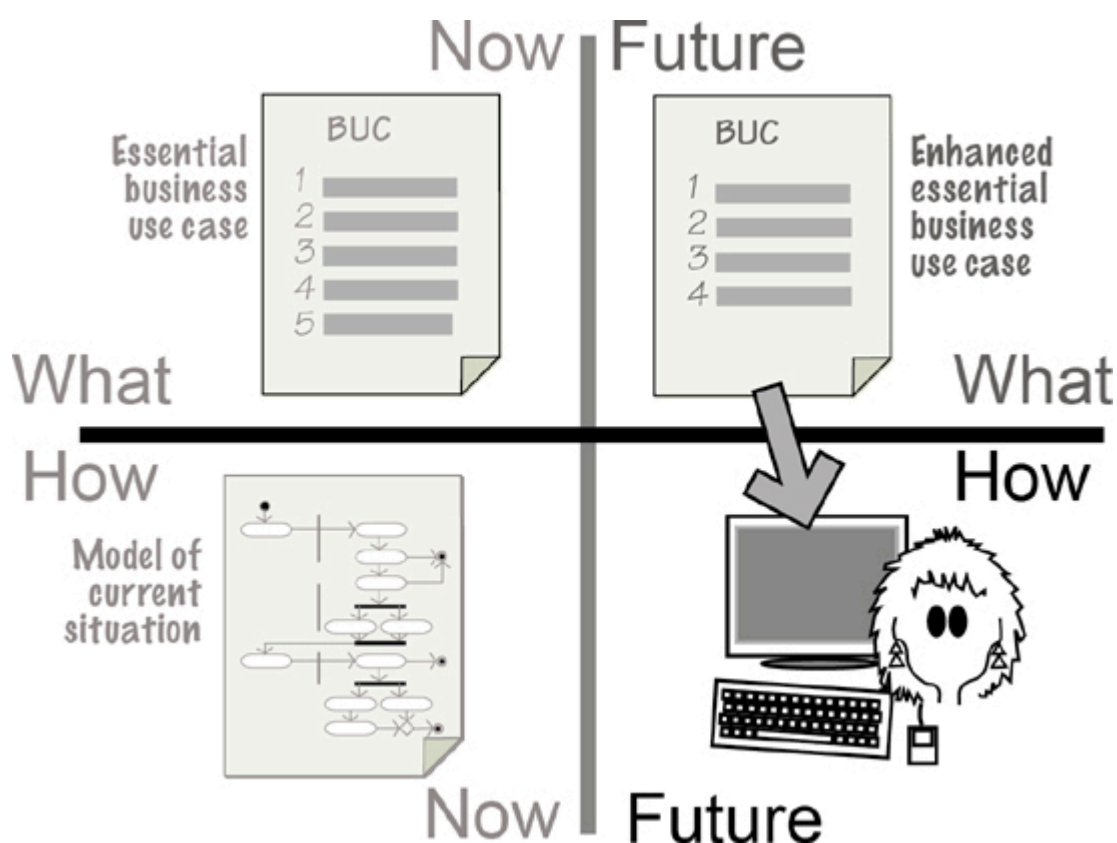 Now
Future
BUC
1
2
3
4
5
Essential
business
use case
BUC
1
2
3
4
Enhanced
essential
business
use case
What
What
How
How
Model of
current
situation
Now
Future